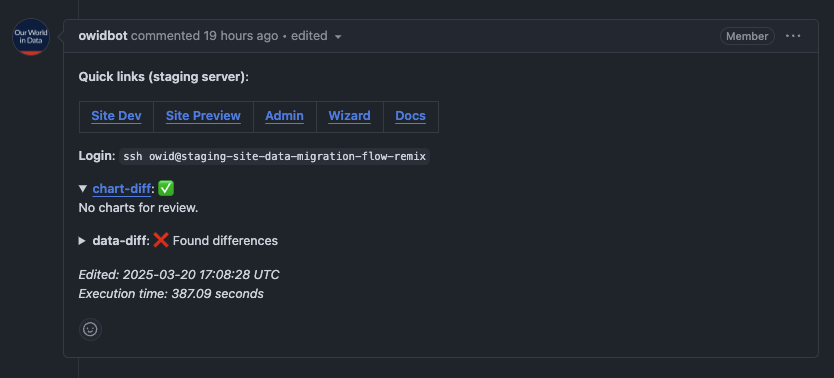 Our World
in Data
owidbot commented 19 hours ago • edited
Member
Quick links (staging server):
Site Dev Site Preview Admin Wizard Docs
Login: ssh owid@staging-site-data-migration-flow-remix
chart-diff: ✅
No charts for review.
data-diff: ❌ Found differences
Edited: 2025-03-20 17:08:28 UTC
Execution time: 387.09 seconds